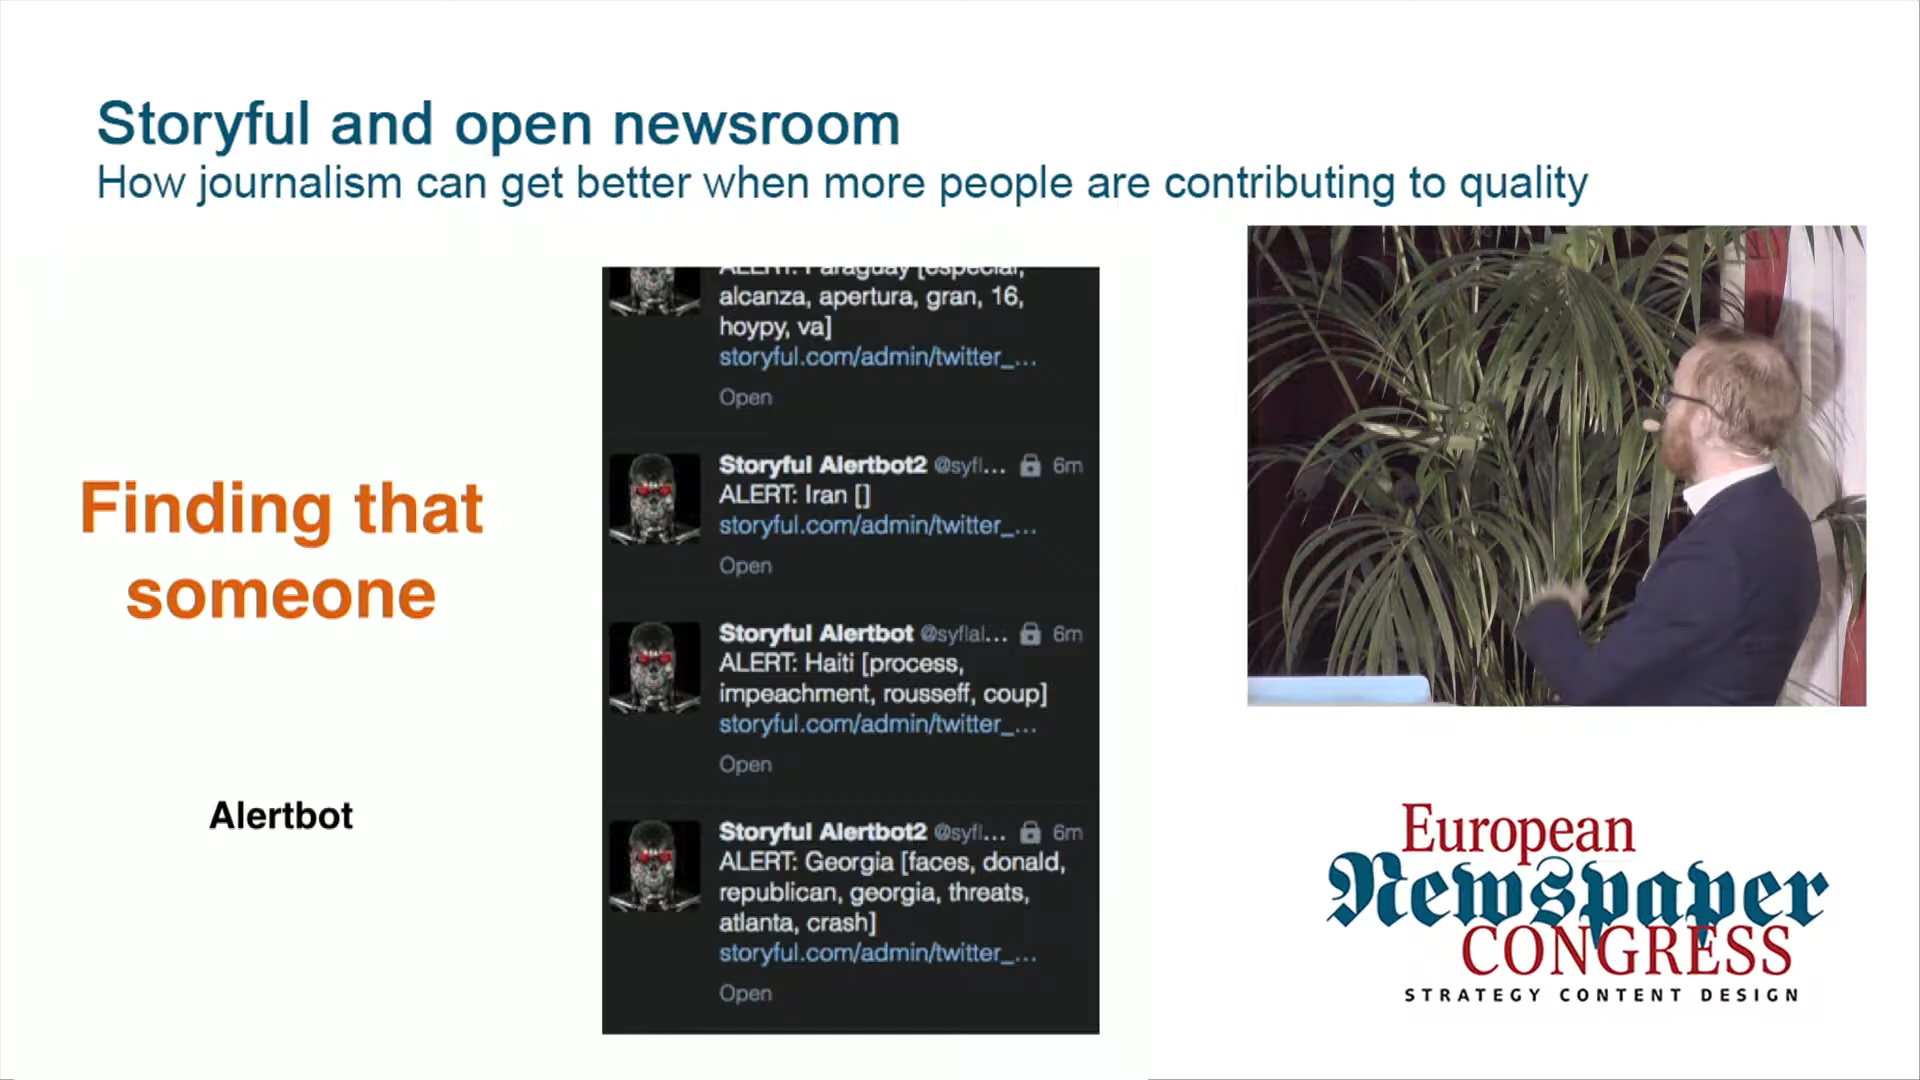 Storyful and open newsroom
How journalism can get better when more people are contributing to quality
Finding that
someone
Alertbot
ALERT: Paraguay [especial,
alcanza, apertura, gran, 16,
hoypy, va]
storyful.com/admin/twitter_...
Open
Storyful Alertbot2 @syfl... 6m
ALERT: Iran []
storyful.com/admin/twitter_...
Open
Storyful Alertbot @syflal... 6m
ALERT: Haiti [process,
impeachment, rousseff, coup]
storyful.com/admin/twitter_...
Open
Storyful Alertbot2 @syfl... 6m
ALERT: Georgia [faces, donald,
republican, georgia, threats,
atlanta, crash]
storyful.com/admin/twitter_...
Open
European
Newspaper
CONGRESS
STRATEGY CONTENT DESIGN